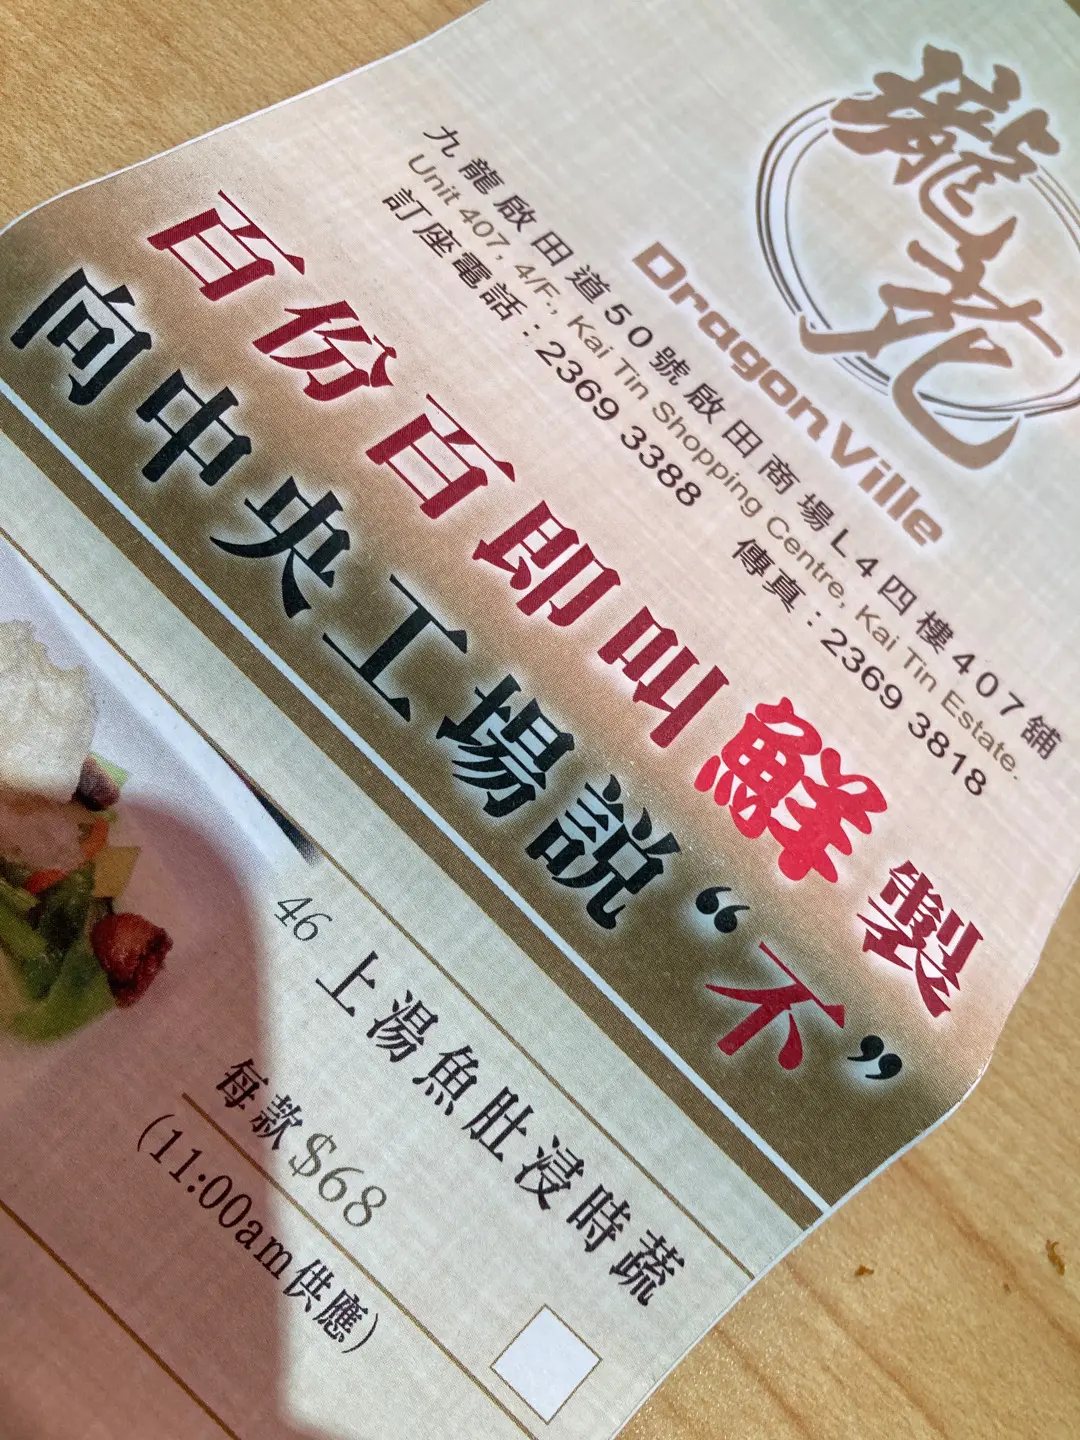 龍苑
DragonVille
九龍啟田道50號啟田商場L4四樓407舖
Unit 407, 4/F., Kai Tin Shopping Centre, Kai Tin Estate.
訂座電話：2369 3388 傳真：2369 3818
百份百即叫鮮製
向中央工場説“不”
46 上湯魚肚浸時蔬
每款$68
(11:00am供應)